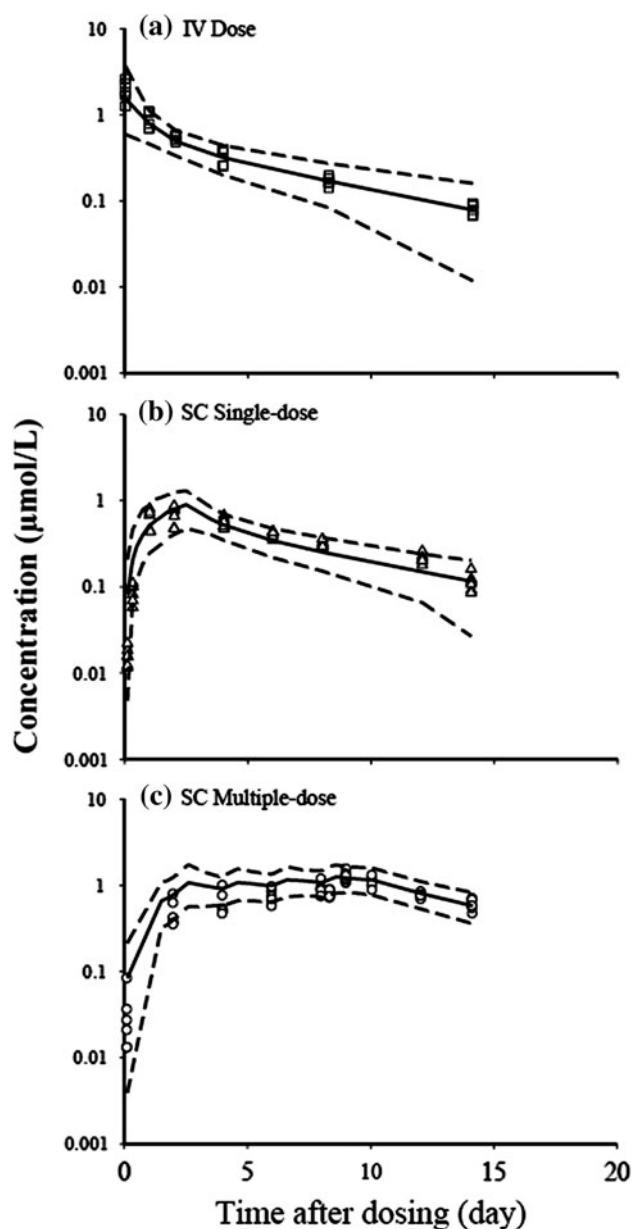 (a) IV Dose
10
1
0.1
0.01
0.001
(b) SC Single-dose
10
1
0.1
0.01
0.001
(c) SC Multiple-dose
10
1
0.1
0.01
0.001
0 5 10 15 20
Time after dosing (day)
Concentration (μmol/L)